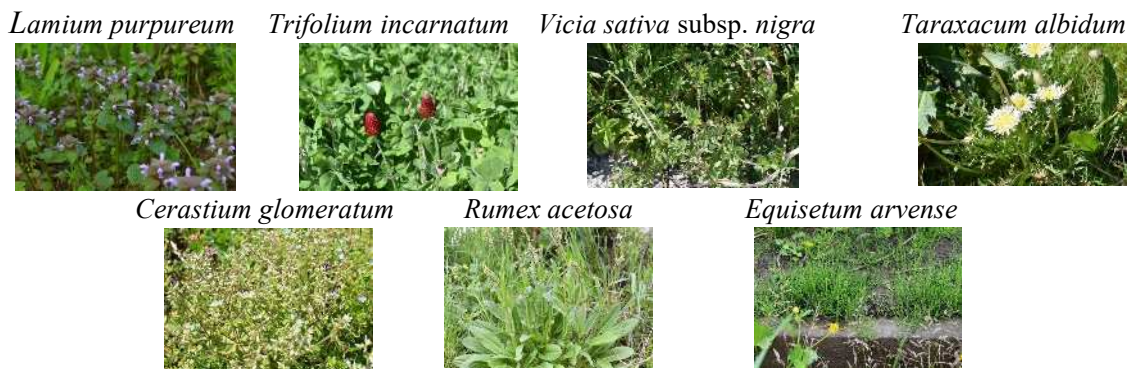 Lamium purpureum
Trifolium incarnatum
Vicia sativa subsp. nigra
Taraxacum albidum
Cerastium glomeratum
Rumex acetosa
Equisetum arvense